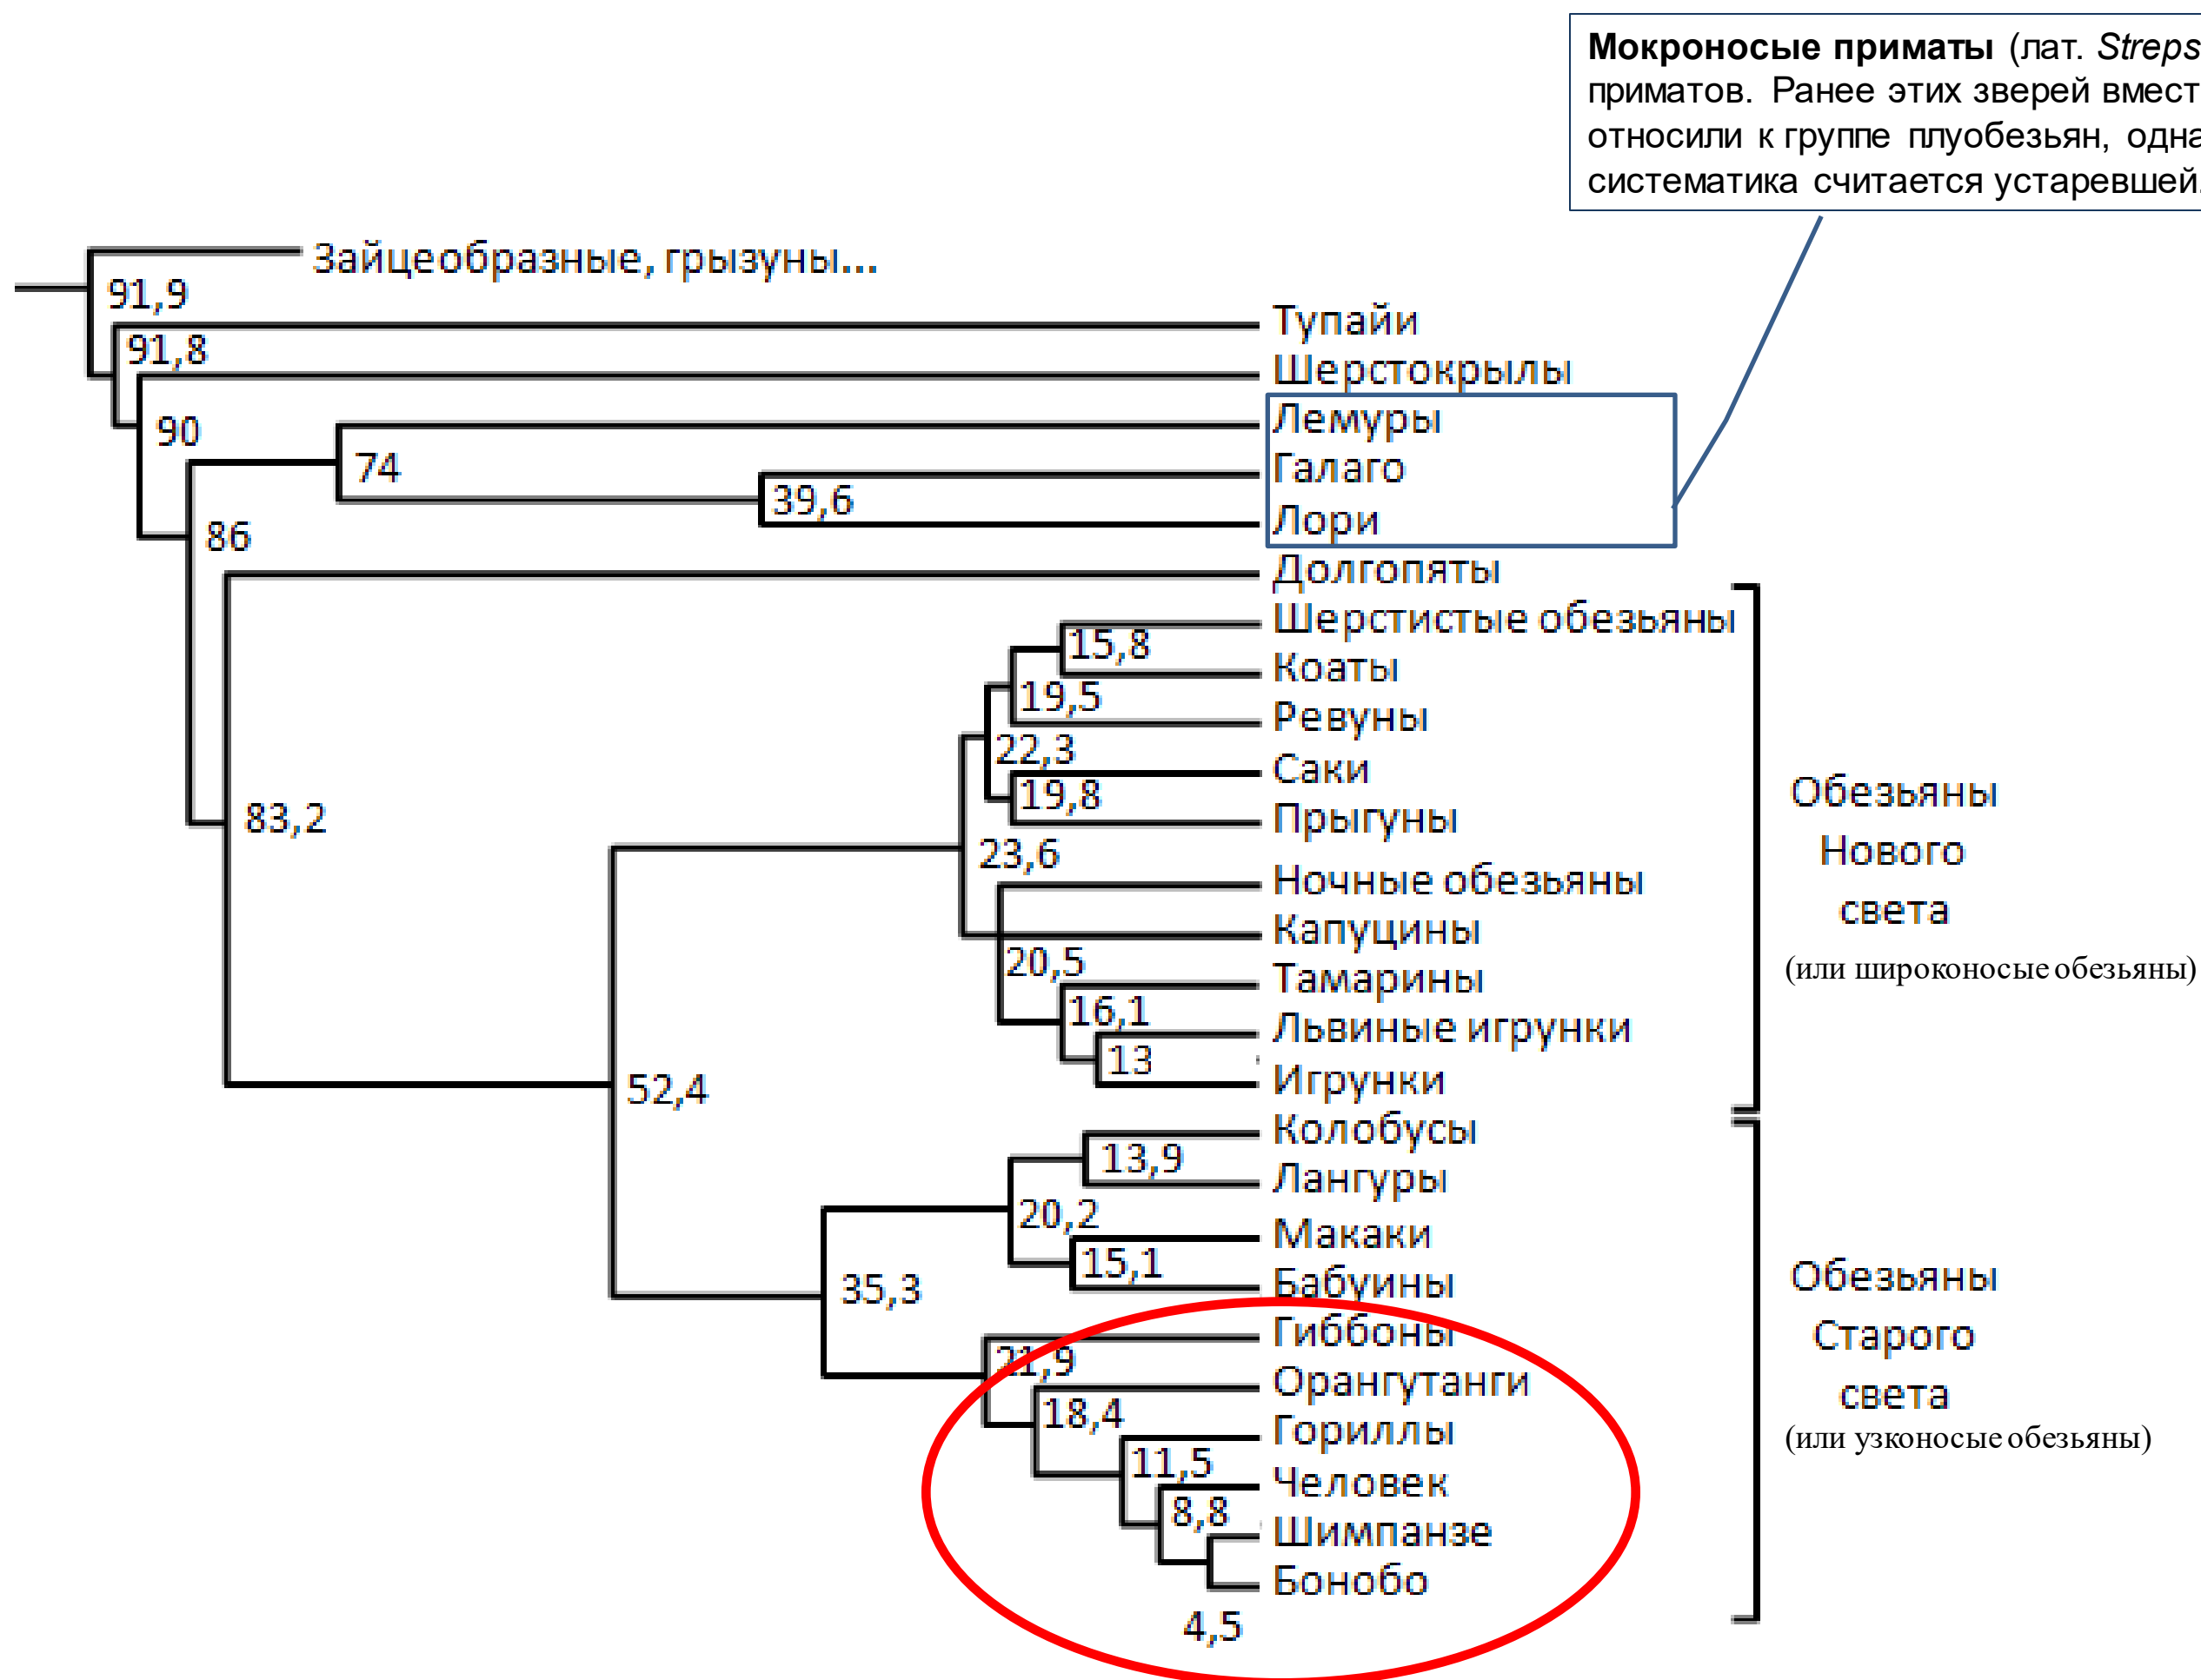 Мокроносые приматы (лат. Streps
приматов. Ранее этих зверей вмест
относили к группе плуобезьян, одна
систематика считается устаревшей.
Зайцеобразные, грызуны...
91,9
Тупайи
91,8
Шерстокрылы
90
Лемуры
74
Галаго
39,6
Лори
86
Долгопяты
Шерстистые обезьяны
15,8
Коаты
19,5
Ревуны
22,3
Саки
19,8
Прыгуны
83,2
23,6
Ночные обезьяны
Капуцины
20,5
Тамарины
16,1
Львиные игрунки
13
Игрунки
52,4
Обезьяны
Нового
света
(или широконосые обезьяны)
Колобусы
13,9
Лангуры
20,2
Макаки
15,1
Бабуины
35,3
Гиббоны
21,9
Орангутанги
18,4
Гориллы
11,5
Человек
8,8
Шимпанзе
Бонобо
4,5
Обезьяны
Старого
света
(или узконосые обезьяны)